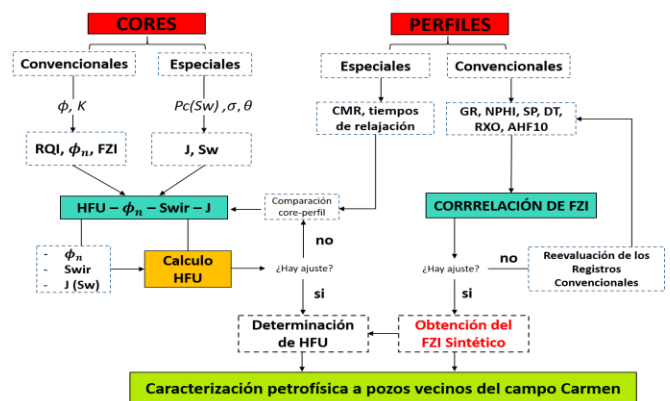 CORES
PERFILES
Convencionales
Especiales
Especiales
Convencionales
ϕ, K
Pc(Sw) ,σ, θ
CMR, tiempos
de relajación
GR, NPHI, SP, DT,
RXO, AHF10
RQI, ϕn, FZI
J, Sw
HFU – ϕn – Swir – J
Comparación
core-perfil
CORRRELACIÓN DE FZI
no
- ϕn
- Swir
- J (Sw)
Calculo
HFU
¿Hay ajuste?
¿Hay ajuste?
no
Reevaluación de los
Registros
Convencionales
si
si
Determinación
de HFU
Obtención del
FZI Sintético
Caracterización petrofísica a pozos vecinos del campo Carmen